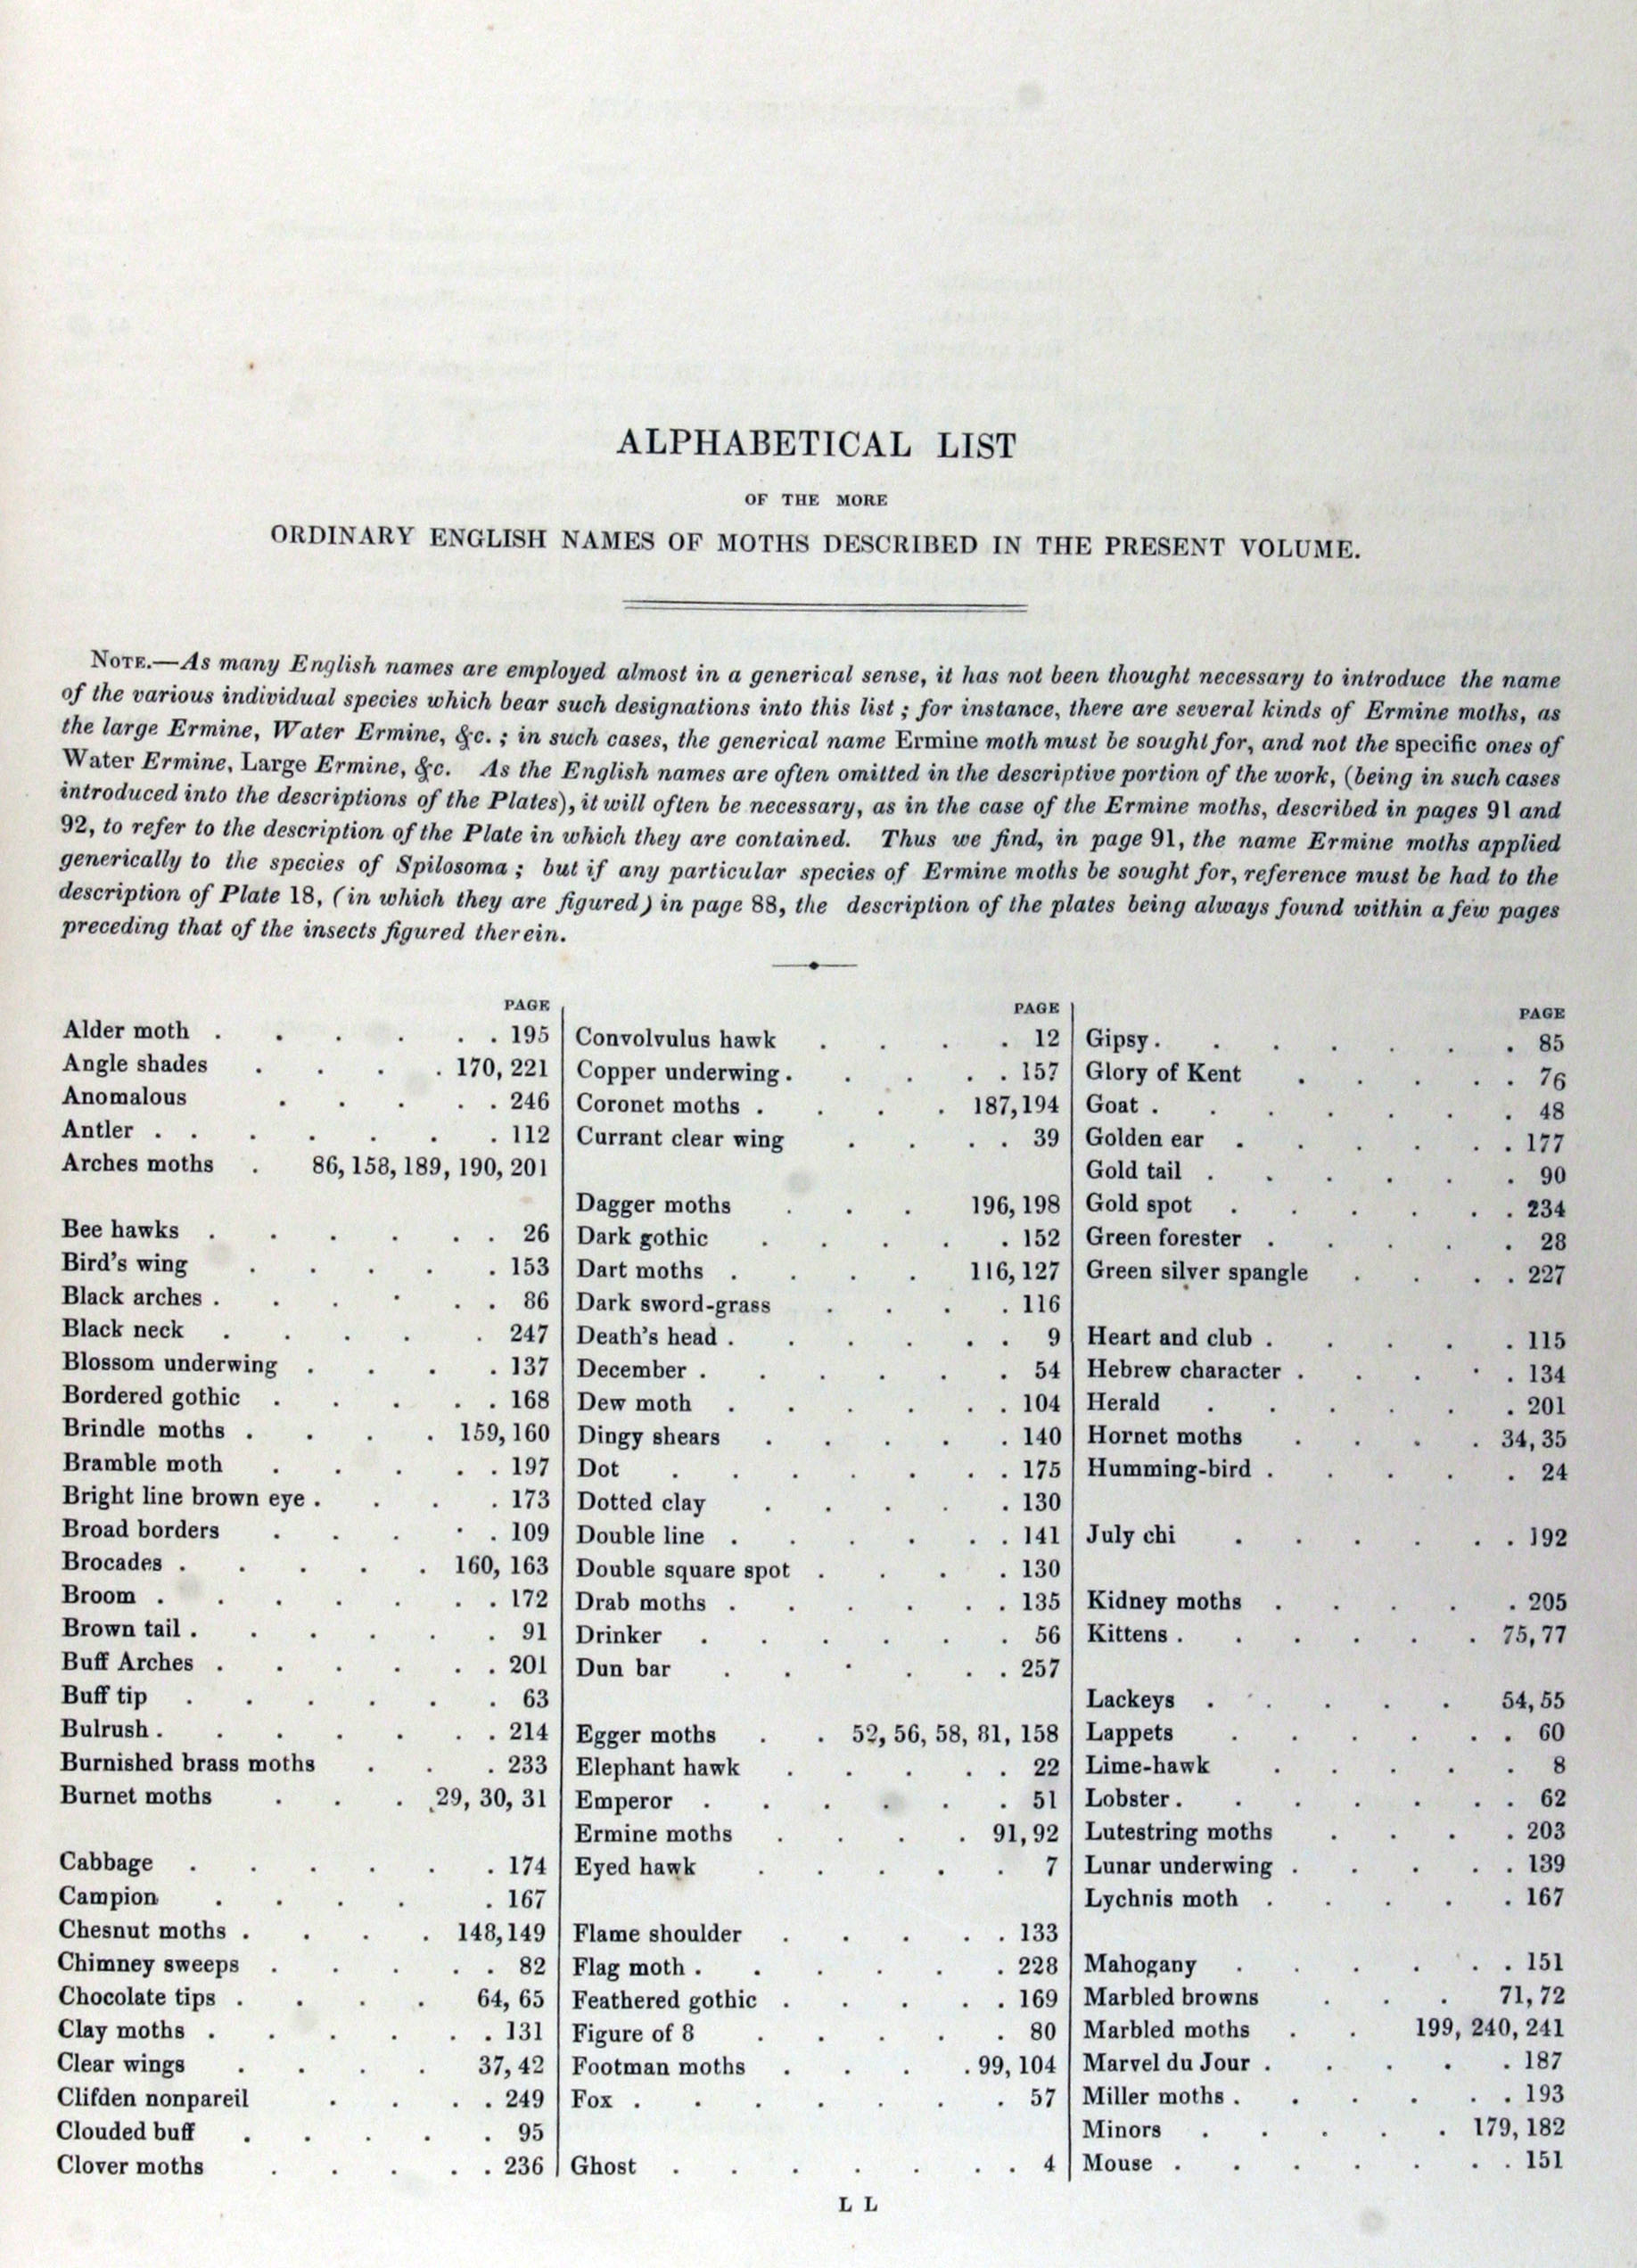 ALPHABETICAL LIST
OF THE MORE
ORDINARY ENGLISH NAMES OF MOTHS DESCRIBED IN THE PRESENT VOLUME.
NOTE.—As many English names are employed almost in a generical sense, it has not been thought necessary to introduce the name
of the various individual species which bear such designations into this list; for instance, there are several kinds of Ermine moths, as
the large Ermine, Water Ermine, &c.; in such cases, the generical name Ermine moth must be sought for, and not the specific ones of
Water Ermine, Large Ermine, &c. As the English names are often omitted in the descriptive portion of the work, (being in such cases
introduced into the descriptions of the Plates), it will often be necessary, as in the case of the Ermine moths, described in pages 91 and
92, to refer to the description of the Plate in which they are contained. Thus we find, in page 91, the name Ermine moths applied
generically to the species of Spilosoma; but if any particular species of Ermine moths be sought for, reference must be had to the
description of Plate 18, (in which they are figured) in page 88, the description of the plates being always found within a few pages
preceding that of the insects figured therein.
PAGE
Alder moth . . . . . . 195
Angle shades . . . . 170, 221
Anomalous . . . . . 246
Antler . . . . . . . 112
Arches moths . 86, 158, 189, 190, 201
Bee hawks . . . . . . . 26
Bird's wing . . . . . 153
Black arches . . . . . . 86
Black neck . . . . . 247
Blossom underwing . . . . 137
Bordered gothic . . . . . 168
Brindle moths . . . . 159, 160
Bramble moth . . . . . 197
Bright line brown eye . . . . 173
Broad borders . . . . . 109
Brocades . . . . . 160, 163
Broom . . . . . . . 172
Brown tail . . . . . . 91
Buff Arches . . . . . . 201
Buff tip . . . . . . 63
Bulrush . . . . . . . 214
Burnished brass moths . . . 233
Burnet moths . . . 29, 30, 31
Cabbage . . . . . . 174
Campion . . . . . 167
Chesnut moths . . . . 148, 149
Chimney sweeps . . . . . 82
Chocolate tips . . . . 64, 65
Clay moths . . . . . . 131
Clear wings . . . . 37, 42
Clifden nonpareil . . . . 249
Clouded buff . . . . . 95
Clover moths . . . . . 236
PAGE
Convolvulus hawk . . . . 12
Copper underwing . . . . . 157
Coronet moths . . . . 187, 194
Currant clear wing . . . . 39
Dagger moths . . . 196, 198
Dark gothic . . . . . 152
Dart moths . . . . 116, 127
Dark sword-grass . . . . 116
Death's head . . . . . . 9
December . . . . . . 54
Dew moth . . . . . . 104
Dingy shears . . . . . 140
Dot . . . . . . . 175
Dotted clay . . . . . 130
Double line . . . . . . 141
Double square spot . . . . 130
Drab moths . . . . . . 135
Drinker . . . . . . 56
Dun bar . . . . . . 257
Egger moths . . 52, 56, 58, 81, 158
Elephant hawk . . . . . 22
Emperor . . . . . . 51
Ermine moths . . . . 91, 92
Eyed hawk . . . . . 7
Flame shoulder . . . . . 133
Flag moth . . . . . . 228
Feathered gothic . . . . . 169
Figure of 8 . . . . . 80
Footman moths . . . . 99, 104
Fox . . . . . . . 57
Ghost . . . . . . . 4
PAGE
Gipsy . . . . . . . 85
Glory of Kent . . . . . 76
Goat . . . . . . . 48
Golden ear . . . . . . 177
Gold tail . . . . . . 90
Gold spot . . . . . . 234
Green forester . . . . . 28
Green silver spangle . . . . 227
Heart and club . . . . . 115
Hebrew character . . . . 134
Herald . . . . . . 201
Hornet moths . . . . 34, 35
Humming-bird . . . . . 24
July chi . . . . . . 192
Kidney moths . . . . . 205
Kittens . . . . . . 75, 77
Lackeys . . . . . 54, 55
Lappets . . . . . . 60
Lime-hawk . . . . . 8
Lobster . . . . . . . 62
Lutestring moths . . . . 203
Lunar underwing . . . . . 139
Lychnis moth . . . . . 167
Mahogany . . . . . . 151
Marbled browns . . . 71, 72
Marbled moths . . 199, 240, 241
Marvel du Jour . . . . . 187
Miller moths . . . . . . 193
Minors . . . . . 179, 182
Mouse . . . . . . . 151
L L